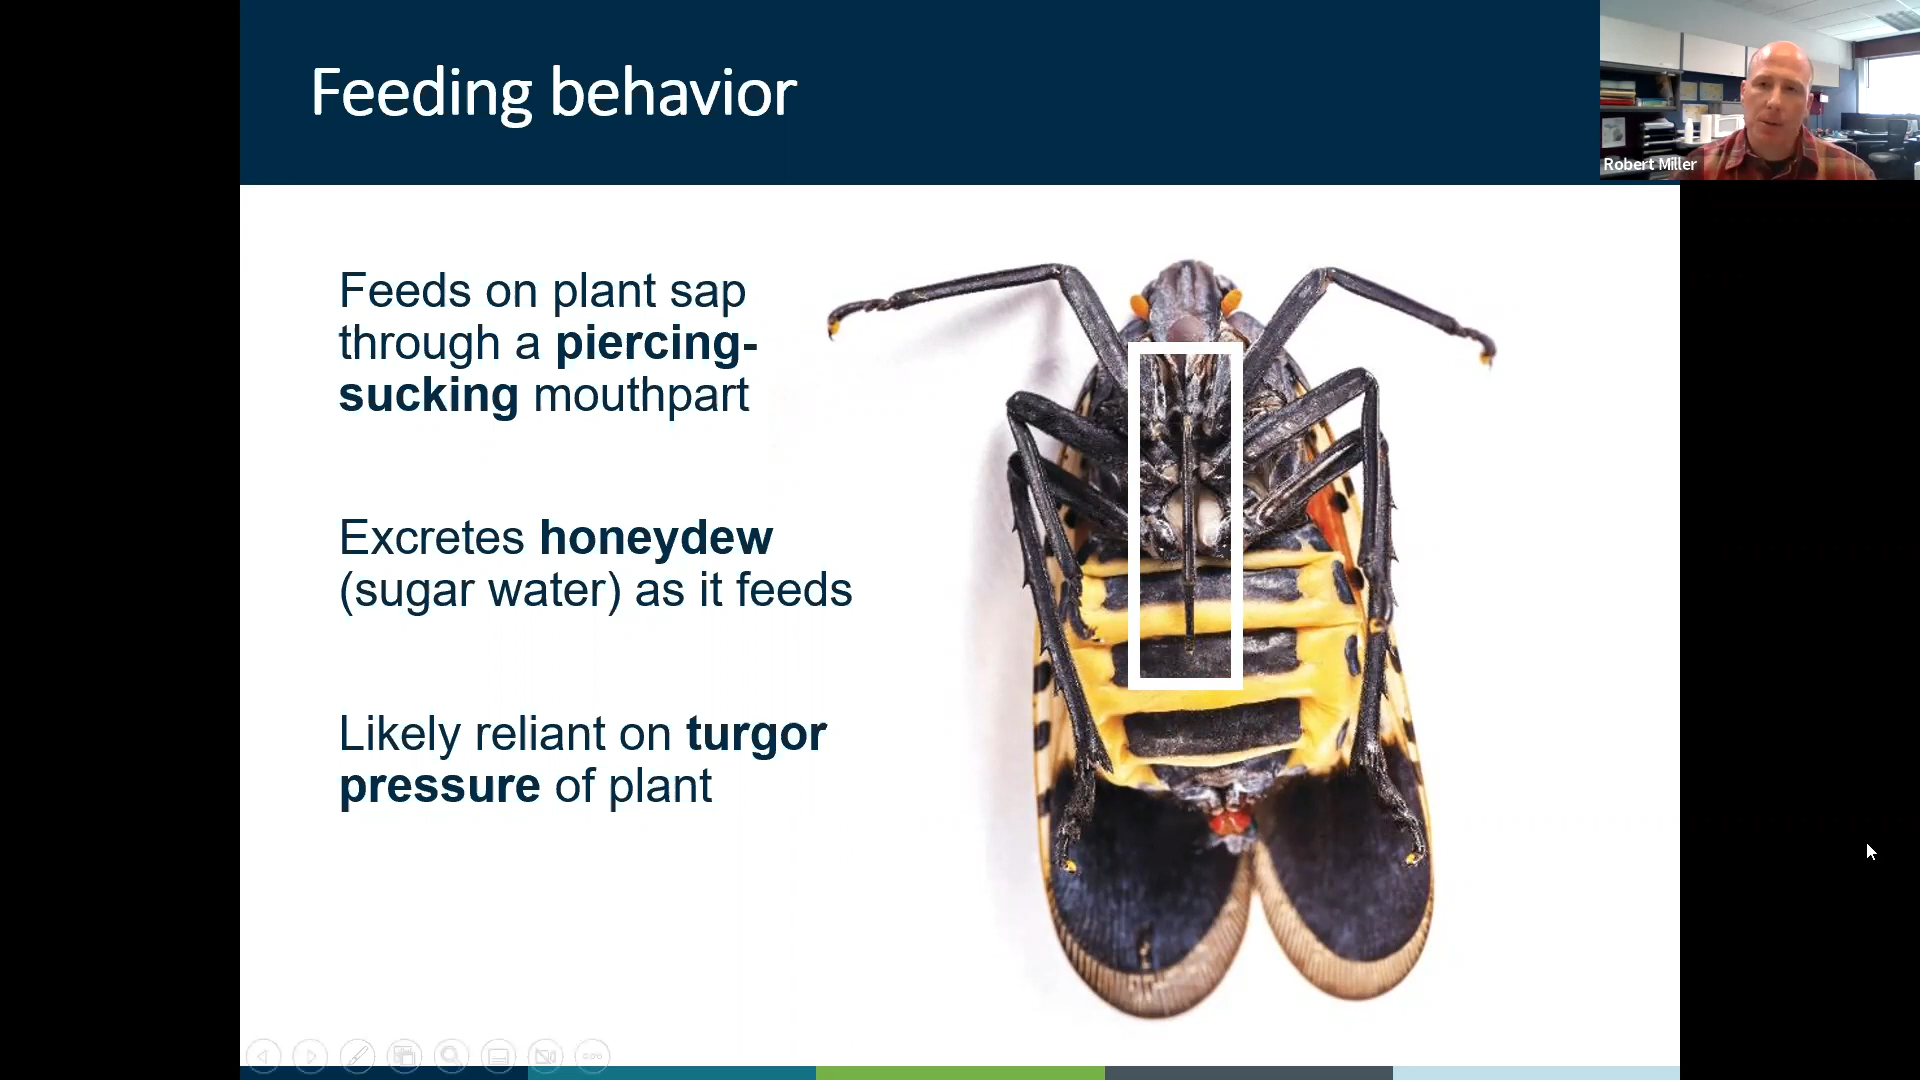 Feeding behavior
Robert Miller
Feeds on plant sap
through a piercing-
sucking mouthpart
Excretes honeydew
(sugar water) as it feeds
Likely reliant on turgor
pressure of plant